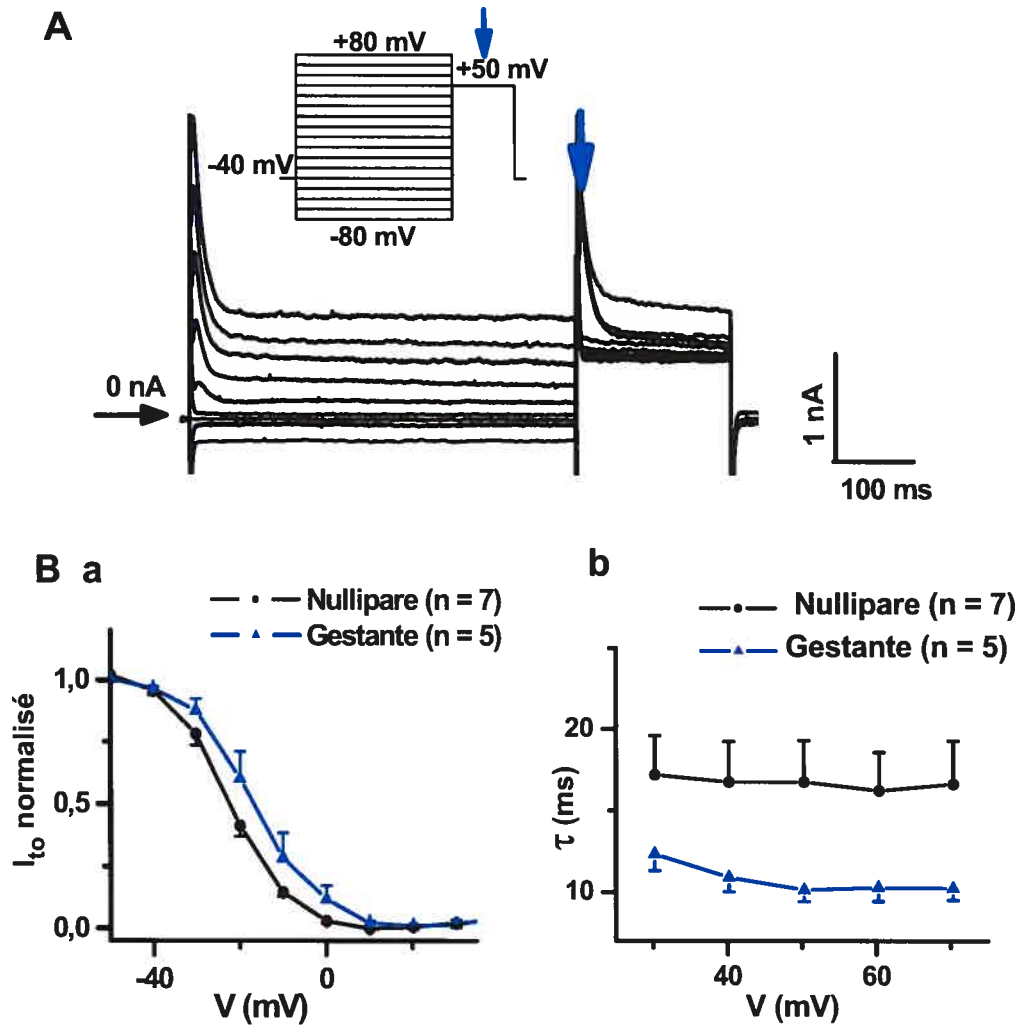 A
+80 mV
+50 mV
-40 mV
-80 mV
0 nA
1 nA
100 ms
B a
Nullipare (n = 7)
Gestante (n = 5)
1,0
0,5
0,0
Ito normalisé
-40
0
V (mV)
b
Nullipare (n = 7)
Gestante (n = 5)
20
10
τ (ms)
40
60
V (mV)